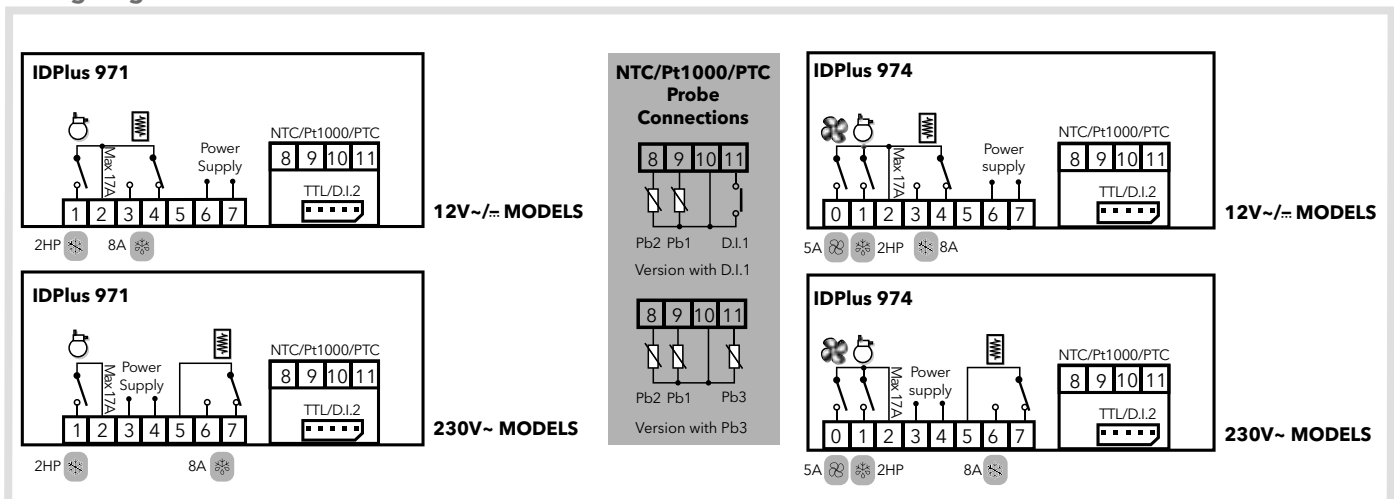 IDPlus 971
NTC/Pt1000/PTC
Power
Supply
8 9 10 11
Max 17A
TTL/D.I.2
1 2 3 4 5 6 7
2HP 8A
12V~/⎓ MODELS
IDPlus 971
NTC/Pt1000/PTC
Power
Supply
8 9 10 11
Max 17A
TTL/D.I.2
1 2 3 4 5 6 7
2HP 8A
230V~ MODELS
NTC/Pt1000/PTC
Probe
Connections
8 9 10 11
Pb2 Pb1 D.I.1
Version with D.I.1
8 9 10 11
Pb2 Pb1 Pb3
Version with Pb3
IDPlus 974
NTC/Pt1000/PTC
Power
supply
8 9 10 11
Max 17A
TTL/D.I.2
0 1 2 3 4 5 6 7
5A 2HP 8A
12V~/⎓ MODELS
IDPlus 974
NTC/Pt1000/PTC
Power
supply
8 9 10 11
Max 17A
TTL/D.I.2
0 1 2 3 4 5 6 7
5A 2HP 8A
230V~ MODELS